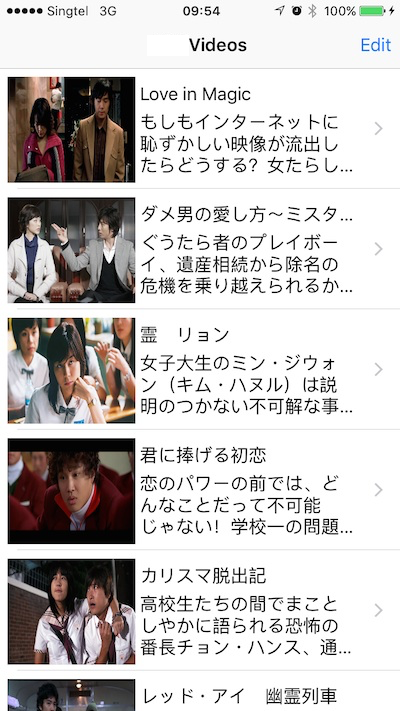 Singtel 3G 09:54 100%
Videos Edit
Love in Magic
もしもインターネットに
恥ずかしい映像が流出し
たらどうする？女たらし...
ダメ男の愛し方〜ミスタ...
ぐうたら者のプレイボー
イ、遺産相続から除名の
危機を乗り越えられるか...
霊　リョン
女子大生のミン・ジウォ
ン（キム・ハヌル）は説
明のつかない不可解な事...
君に捧げる初恋
恋のパワーの前では、ど
んなことだって不可能
じゃない！学校一の問題...
カリスマ脱出記
高校生たちの間でまこと
しやかに語られる恐怖の
番長チョン・ハンス、通...
レッド・アイ　幽霊列車